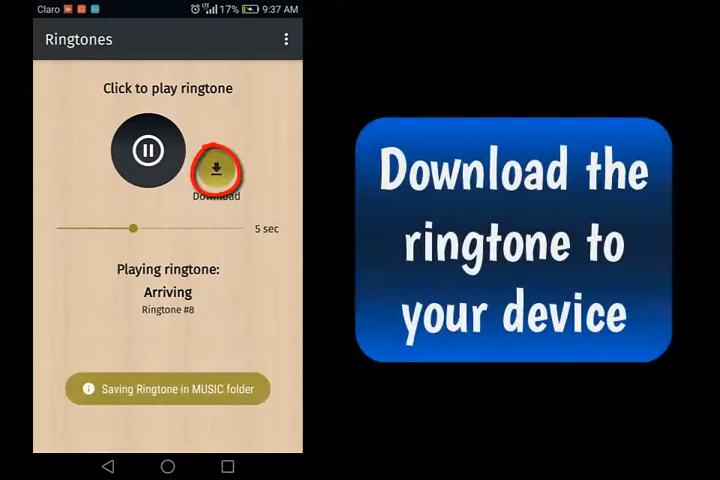 Claro LTE 17% 9:37 AM
Ringtones
Click to play ringtone
Download
5 sec
Playing ringtone:
Arriving
Ringtone #8
Saving Ringtone in MUSIC folder
Download the
ringtone to
your device